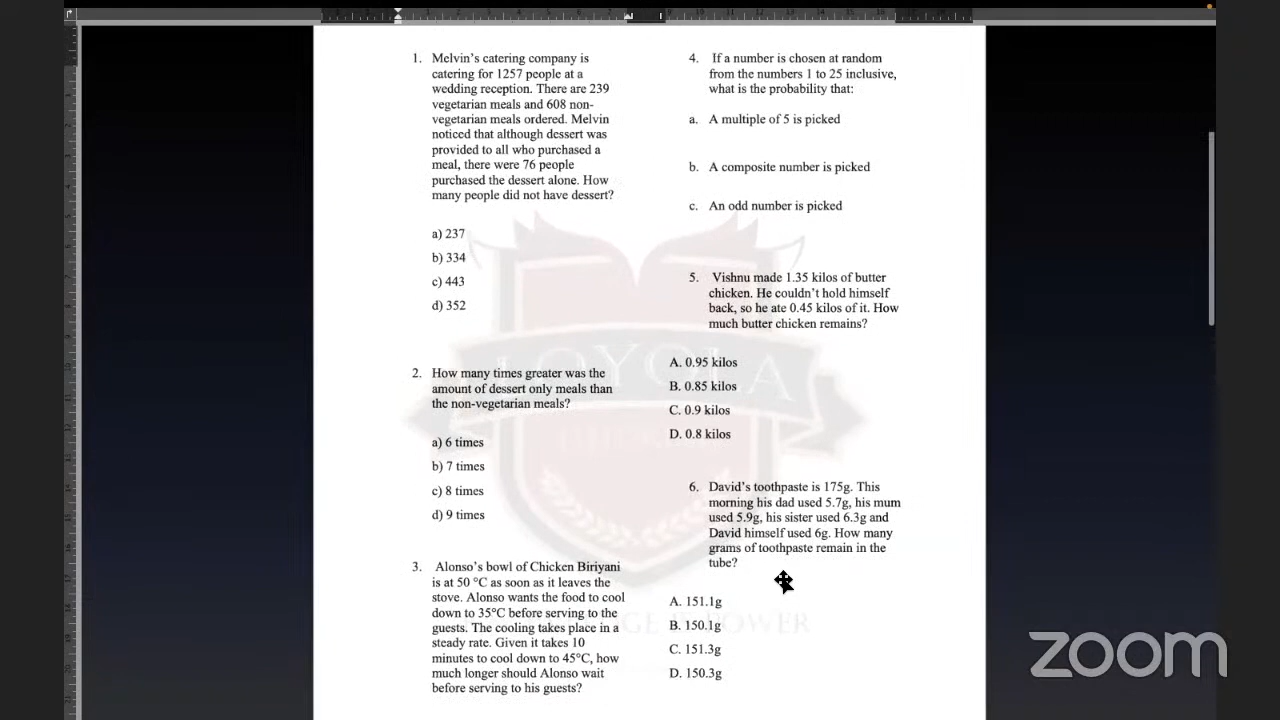 1. Melvin's catering company is
catering for 1257 people at a
wedding reception. There are 239
vegetarian meals and 608 non-
vegetarian meals ordered. Melvin
noticed that although dessert was
provided to all who purchased a
meal, there were 76 people
purchased the dessert alone. How
many people did not have dessert?
a) 237
b) 334
c) 443
d) 352
2. How many times greater was the
amount of dessert only meals than
the non-vegetarian meals?
a) 6 times
b) 7 times
c) 8 times
d) 9 times
3. Alonso's bowl of Chicken Biriyani
is at 50 °C as soon as it leaves the
stove. Alonso wants the food to cool
down to 35°C before serving to the
guests. The cooling takes place in a
steady rate. Given it takes 10
minutes to cool down to 45°C, how
much longer should Alonso wait
before serving to his guests?
4. If a number is chosen at random
from the numbers 1 to 25 inclusive,
what is the probability that:
a. A multiple of 5 is picked
b. A composite number is picked
c. An odd number is picked
5. Vishnu made 1.35 kilos of butter
chicken. He couldn't hold himself
back, so he ate 0.45 kilos of it. How
much butter chicken remains?
A. 0.95 kilos
B. 0.85 kilos
C. 0.9 kilos
D. 0.8 kilos
6. David's toothpaste is 175g. This
morning his dad used 5.7g, his mum
used 5.9g, his sister used 6.3g and
David himself used 6g. How many
grams of toothpaste remain in the
tube?
A. 151.1g
B. 150.1g
C. 151.3g
D. 150.3g
LOYOLA
POWER
zoom